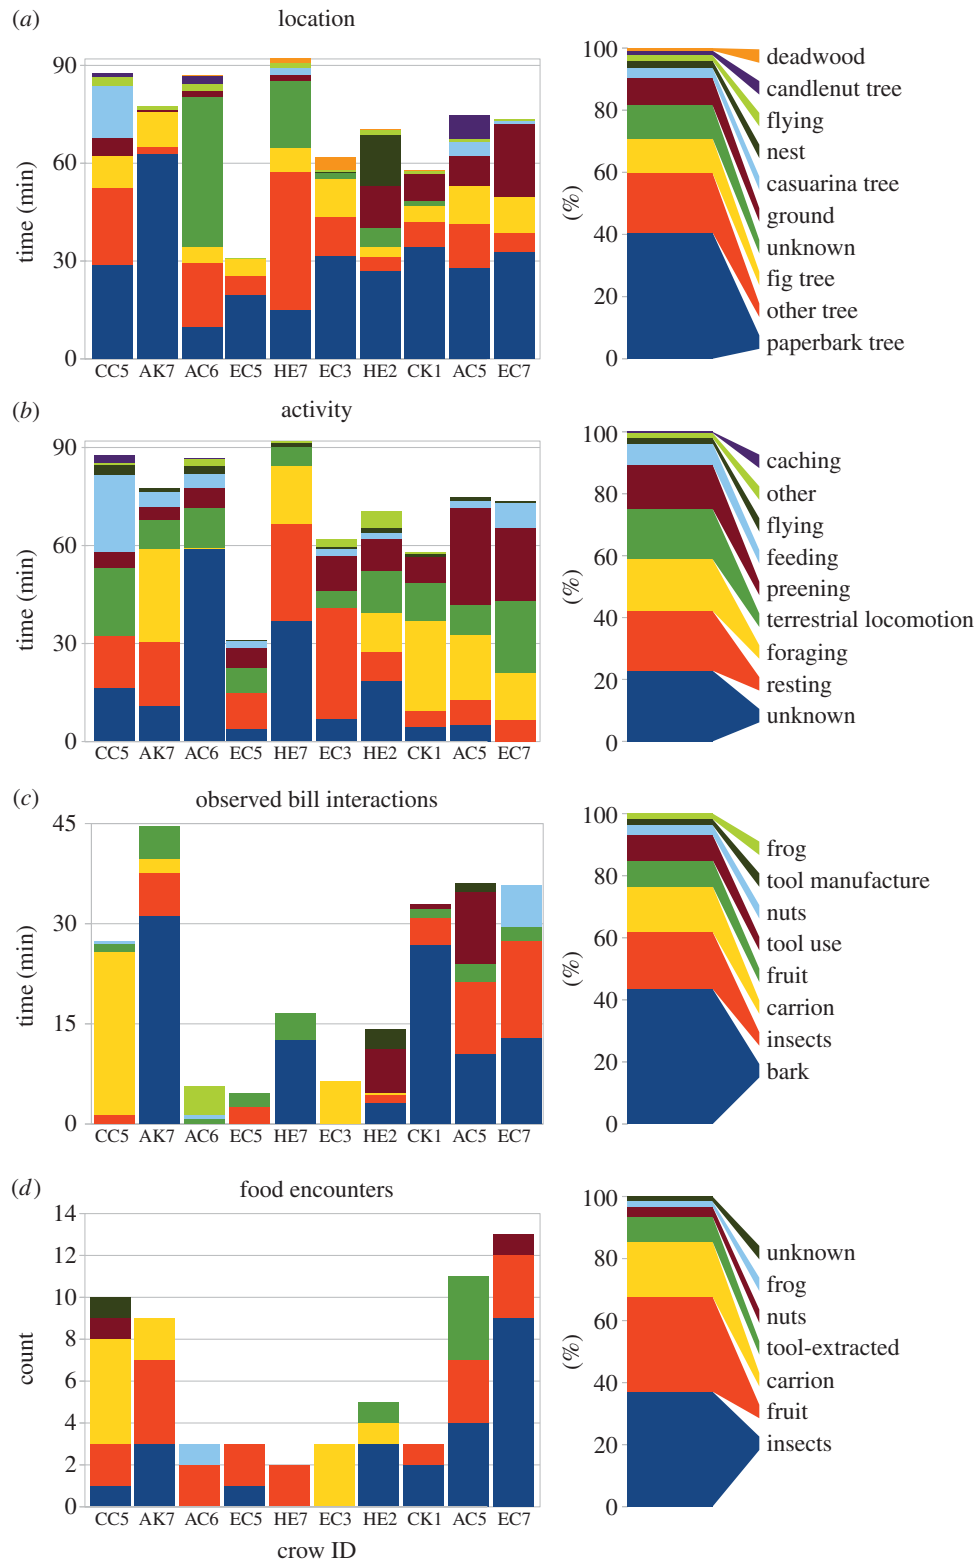 (a) location
90
60
30
0
time (min)
CC5 AK7 AC6 EC5 HE7 EC3 HE2 CK1 AC5 EC7
100
80
60
40
20
0
(%)
deadwood
candlenut tree
flying
nest
casuarina tree
ground
unknown
fig tree
other tree
paperbark tree
(b) activity
90
60
30
0
time (min)
CC5 AK7 AC6 EC5 HE7 EC3 HE2 CK1 AC5 EC7
100
80
60
40
20
0
(%)
caching
other
flying
feeding
preening
terrestrial locomotion
foraging
resting
unknown
(c) observed bill interactions
45
30
15
0
time (min)
CC5 AK7 AC6 EC5 HE7 EC3 HE2 CK1 AC5 EC7
100
80
60
40
20
0
(%)
frog
tool manufacture
nuts
tool use
fruit
carrion
insects
bark
(d) food encounters
14
12
10
8
6
4
2
0
count
CC5 AK7 AC6 EC5 HE7 EC3 HE2 CK1 AC5 EC7
crow ID
100
80
60
40
20
0
(%)
unknown
frog
nuts
tool-extracted
carrion
fruit
insects